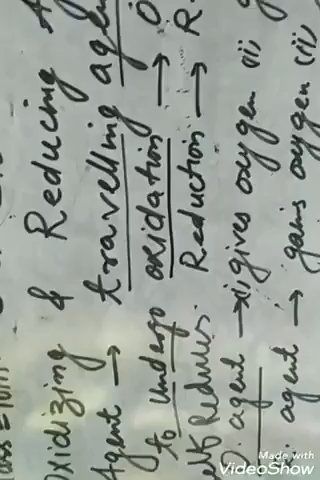 Oxidizing & Reducing
Agent → travelling agen
to undergo oxidation → O
Reduction → R
agent → (i) gives oxygen (ii)
agent → gains oxygen (ii)
Made with
VideoShow